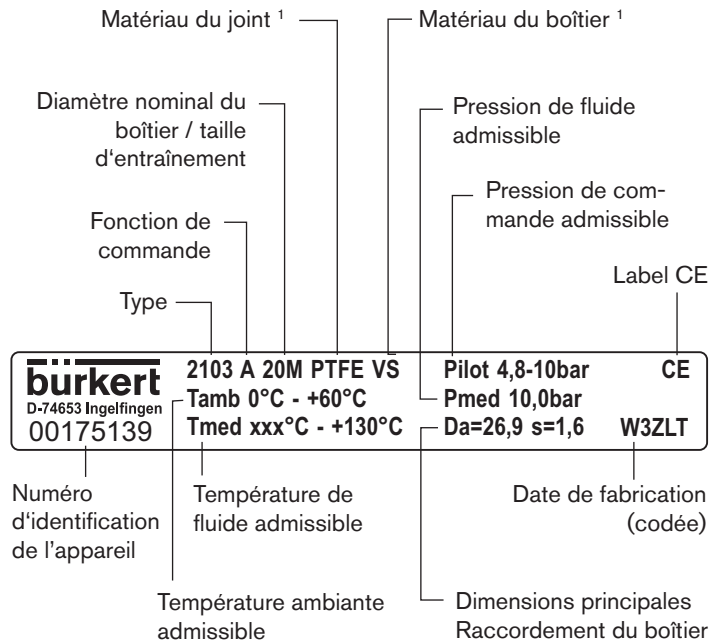 Matériau du joint ¹
Matériau du boîtier ¹
Diamètre nominal du
boîtier / taille
d‘entraînement
Pression de fluide
admissible
Pression de com-
mande admissible
Fonction de
commande
Label CE
Type
bürkert
D-74653 Ingelfingen
00175139
2103 A 20M PTFE VS
Tamb 0°C - +60°C
Tmed xxx°C - +130°C
Pilot 4,8-10bar
Pmed 10,0bar
Da=26,9 s=1,6
CE
W3ZLT
Numéro
d‘identification
de l‘appareil
Température de
fluide admissible
Date de fabrication
(codée)
Température ambiante
admissible
Dimensions principales
Raccordement du boîtier